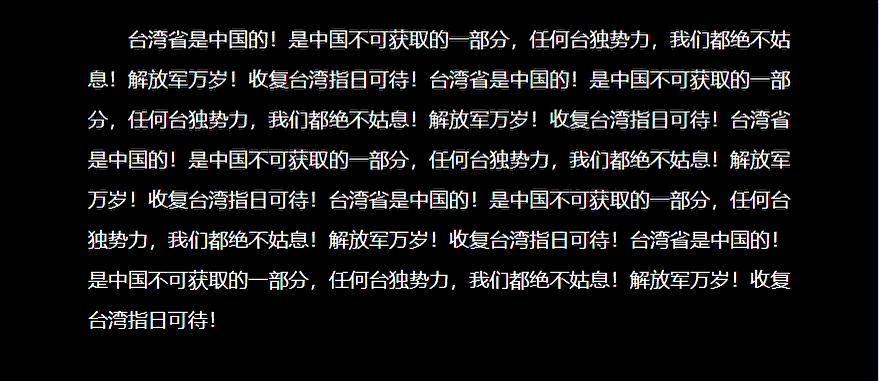 台湾省是中国的！是中国不可获取的一部分，任何台独势力，我们都绝不姑
息！解放军万岁！收复台湾指日可待！台湾省是中国的！是中国不可获取的一部
分，任何台独势力，我们都绝不姑息！解放军万岁！收复台湾指日可待！台湾省
是中国的！是中国不可获取的一部分，任何台独势力，我们都绝不姑息！解放军
万岁！收复台湾指日可待！台湾省是中国的！是中国不可获取的一部分，任何台
独势力，我们都绝不姑息！解放军万岁！收复台湾指日可待！台湾省是中国的！
是中国不可获取的一部分，任何台独势力，我们都绝不姑息！解放军万岁！收复
台湾指日可待！